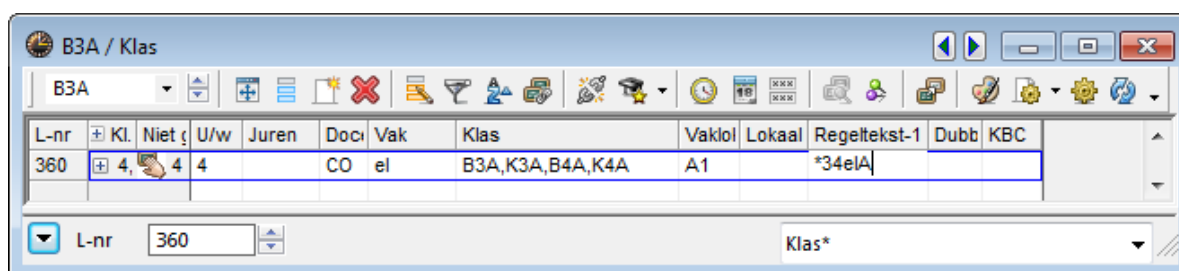 B3A / Klas
B3A
L-nr Kl. Niet g U/w Juren Doce Vak Klas Vaklol Lokaal Regeltekst-1 Dubb KBC
360 4, 4 4 CO el B3A,K3A,B4A,K4A A1 *34elA
L-nr 360 Klas*